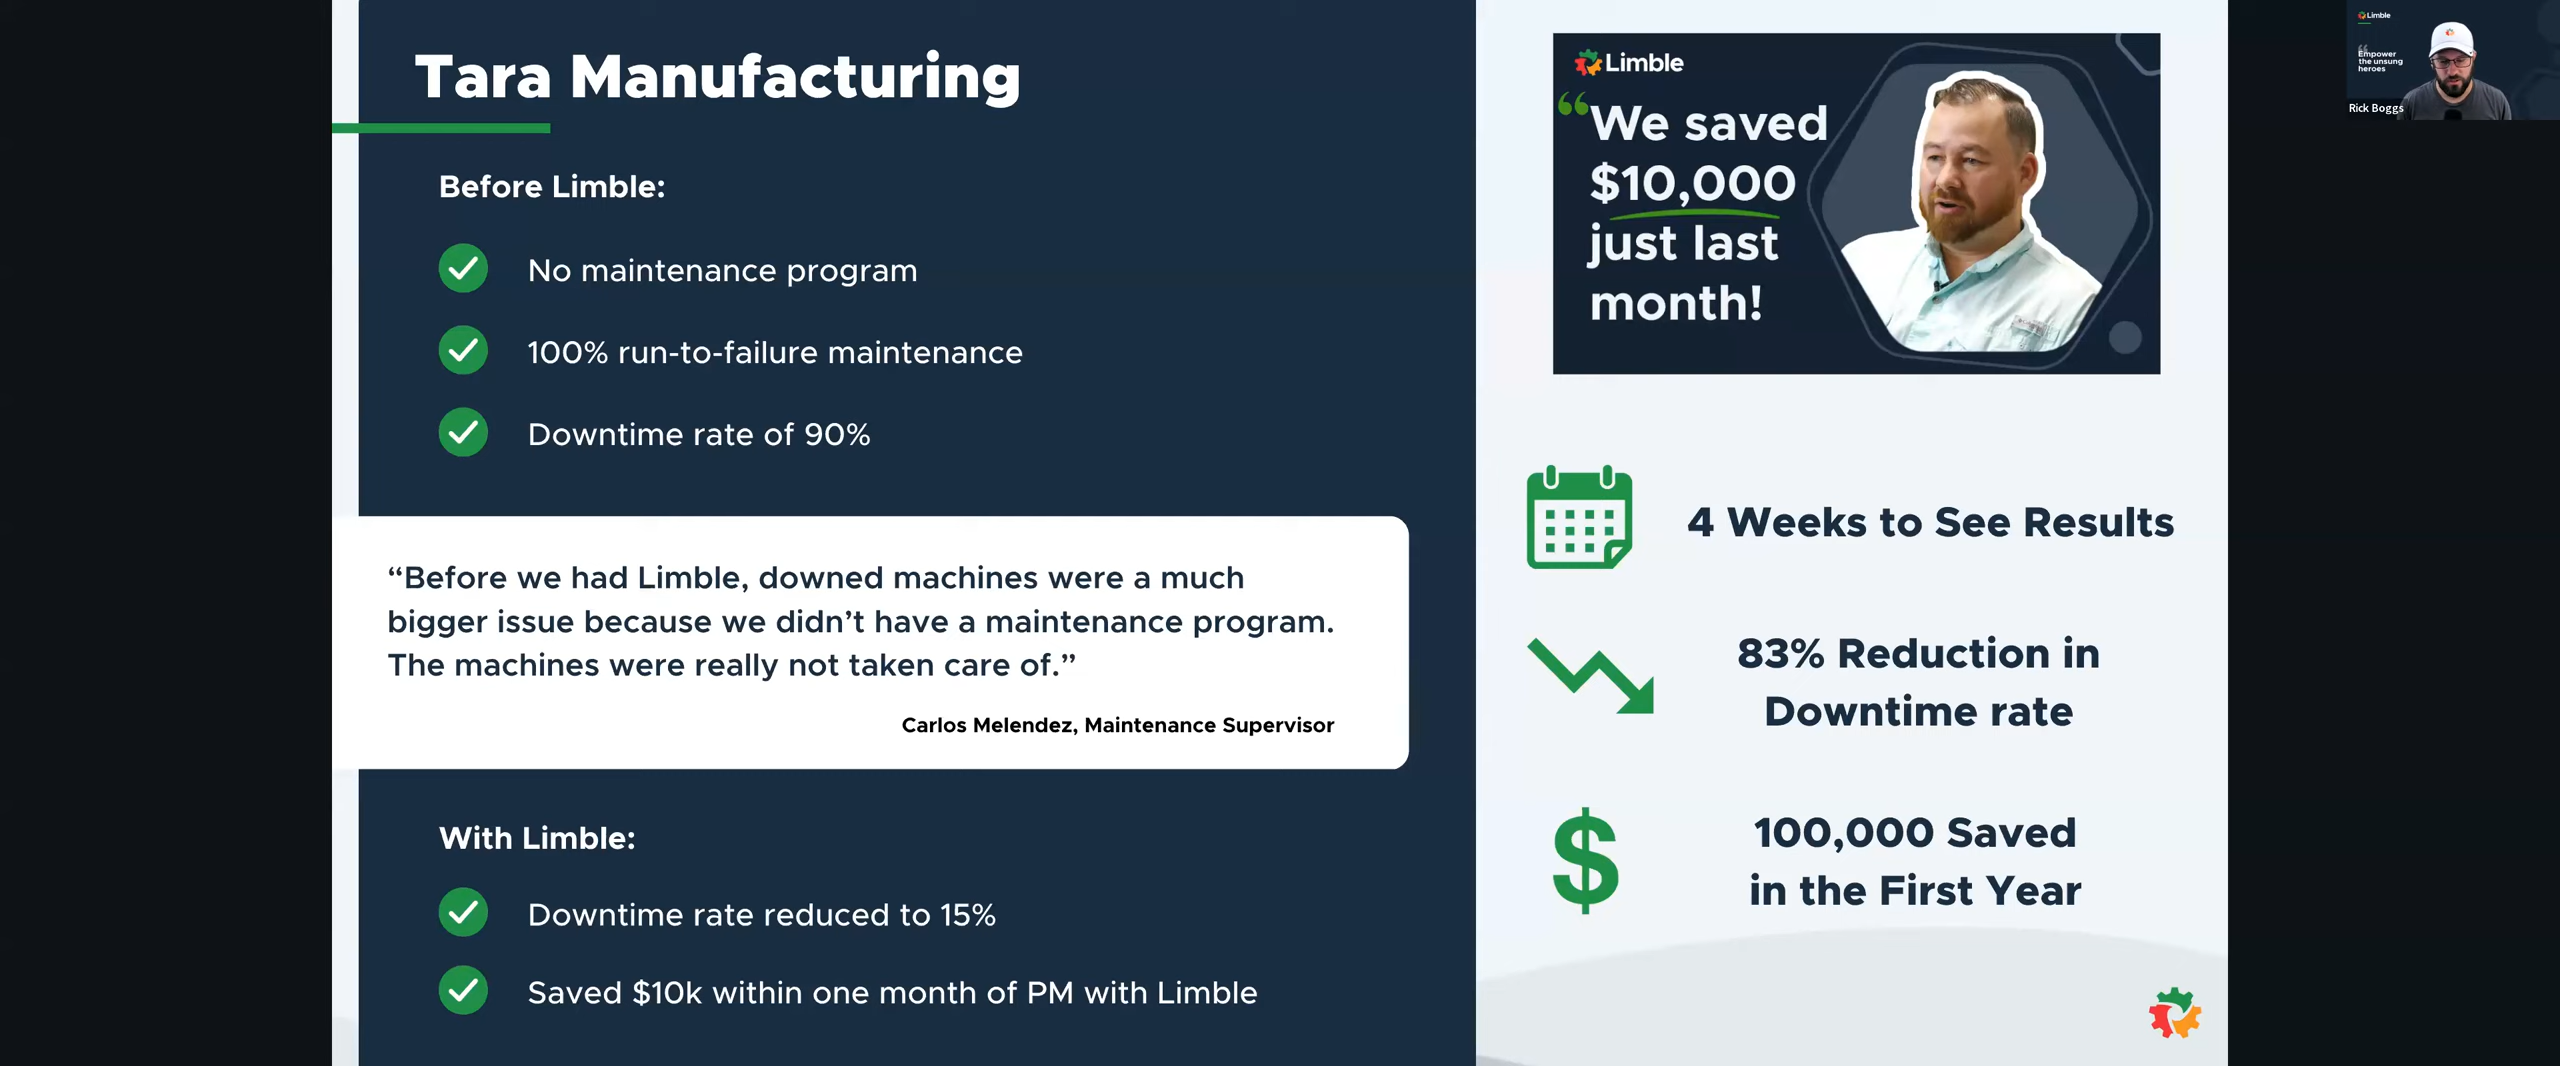 Tara Manufacturing
Before Limble:
No maintenance program
100% run-to-failure maintenance
Downtime rate of 90%
“Before we had Limble, downed machines were a much
bigger issue because we didn’t have a maintenance program.
The machines were really not taken care of.”
Carlos Melendez, Maintenance Supervisor
With Limble:
Downtime rate reduced to 15%
Saved $10k within one month of PM with Limble
Limble
“We saved
$10,000
just last
month!
4 Weeks to See Results
83% Reduction in
Downtime rate
$ 100,000 Saved
in the First Year
Limble
“Empower
the unsung
heroes
Rick Boggs